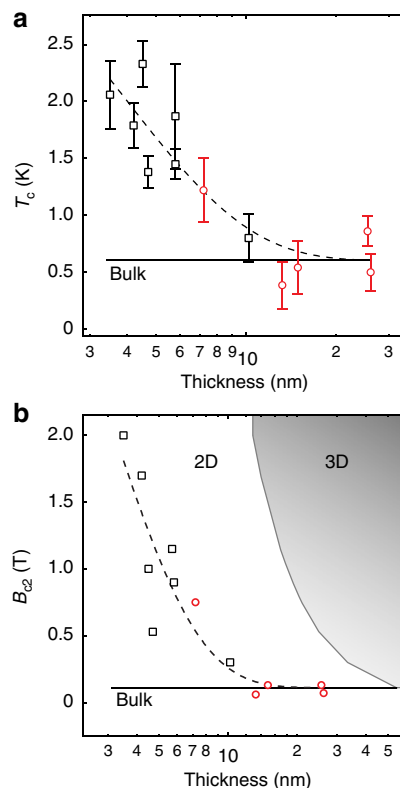 a
2.5
2.0
1.5
1.0
0.5
0
T_c (K)
Bulk
3 4 5 6 7 8 9 10 2 3
Thickness (nm)
b
2.0
1.5
1.0
0.5
0
B_c2 (T)
2D
3D
Bulk
3 4 5 6 7 8 10 2 3 4 5
Thickness (nm)